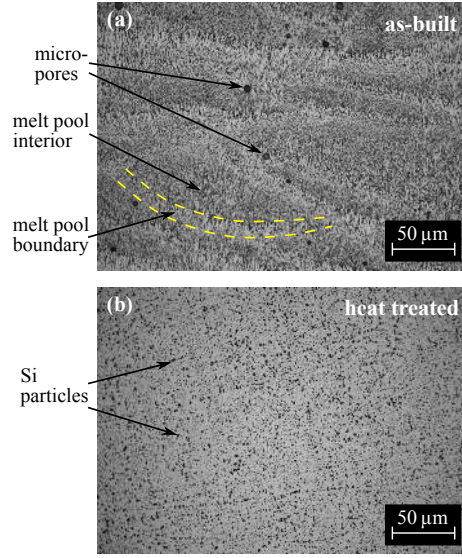 (a)
as-built
micro-
pores
melt pool
interior
melt pool
boundary
50 µm
(b)
heat treated
Si
particles
50 µm